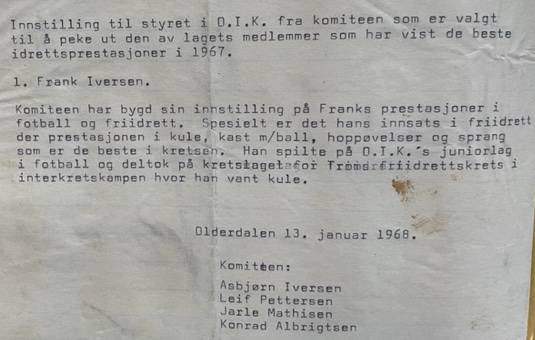 Innstilling til styret i O.I.K. fra komiteen som er valgt
til å peke ut den av lagets medlemmer som har vist de beste
idrettsprestasjoner i 1967.
1. Frank Iversen.
Komiteen har bygd sin innstilling på Franks prestasjoner i
fotball og friidrett. Spesielt er det hans innsats i friidrett
der prestasjonen i kule, kast m/ball, hoppøvelser og sprang
som er de beste i kretsen. Han spilte på O.I.K.´s juniorlag
i fotball og deltok på kretslaget for Troms friidrettskrets i
interkretskampen hvor han vant kule.
Olderdalen 13. januar 1968.
Komiteen:
Asbjørn Iversen
Leif Pettersen
Jarle Mathisen
Konrad Albrigtsen